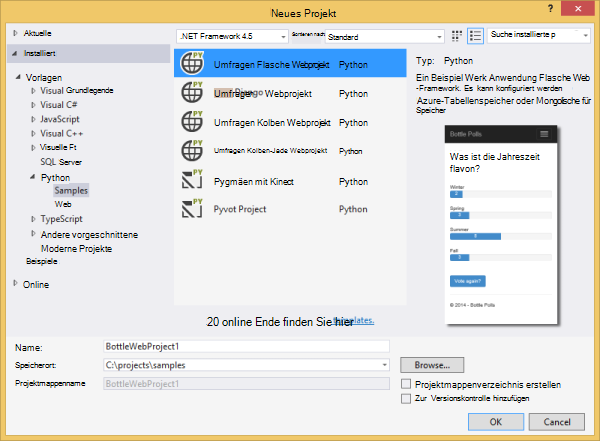 Neues Projekt
Aktuelle
Installiert
Vorlagen
Visual Grundlegende
Visual C#
JavaScript
Visual C++
Visuelle Ft
SQL Server
Python
Samples
Web
TypeScript
Andere vorgeschnittene
Moderne Projekte
Beispiele
Online
.NET Framework 4.5
Sortieren nach:
Standard
Umfragen Flasche Webprojekt Python
Umfragen Django Webprojekt Python
Umfragen Kolben Webprojekt Python
Umfragen Kolben-Jade Webprojekt Python
Pygmäen mit Kinect Python
Pyvot Project Python
20 online Ende finden Sie hier
templates.
Suche installierte p
Typ: Python
Ein Beispiel Werk Anwendung Flasche Web
-Framework. Es kann konfiguriert werden
Azure-Tabellenspeicher oder Mongolische für
Speicher
Bottle Polls
Was ist die Jahreszeit
flavon?
Winter
2
Spring
2
Summer
Fall
Vote again?
© 2014 - Bottle Polls
Name: BottleWebProject1
Speicherort: C:\projects\samples
Browse...
Projektmappenname BottleWebProject1
Projektmappenverzeichnis erstellen
Zur Versionskontrolle hinzufügen
OK
Cancel